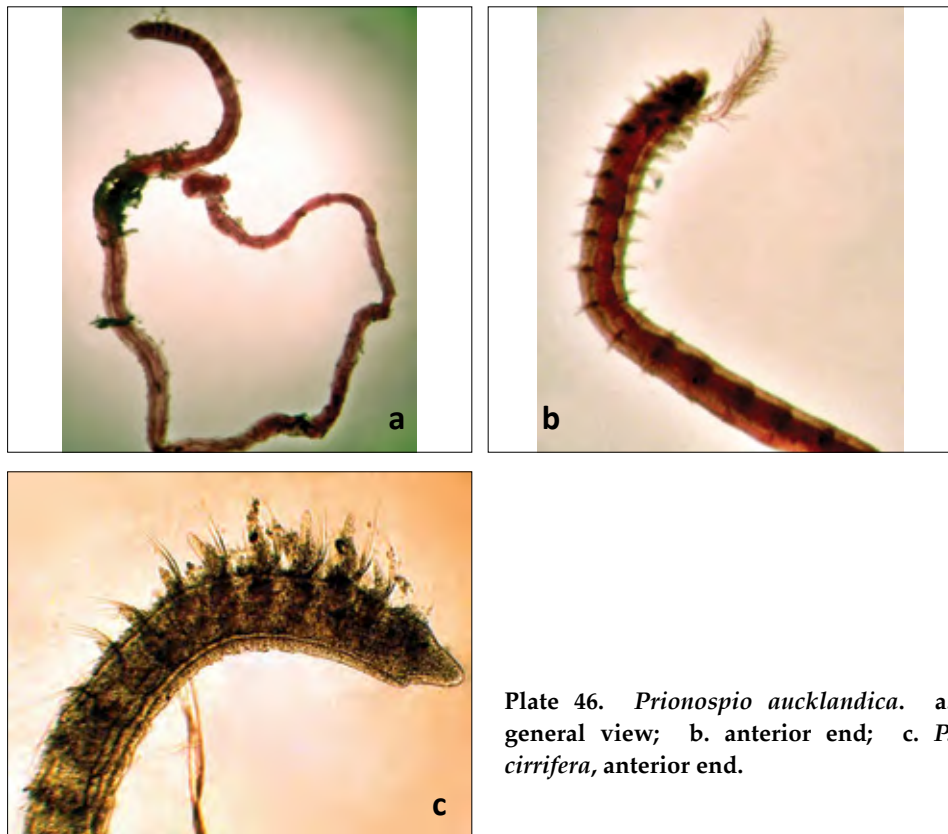 a
b
c
Plate 46. Prionospio aucklandica. a.
general view; b. anterior end; c. P.
cirrifera, anterior end.